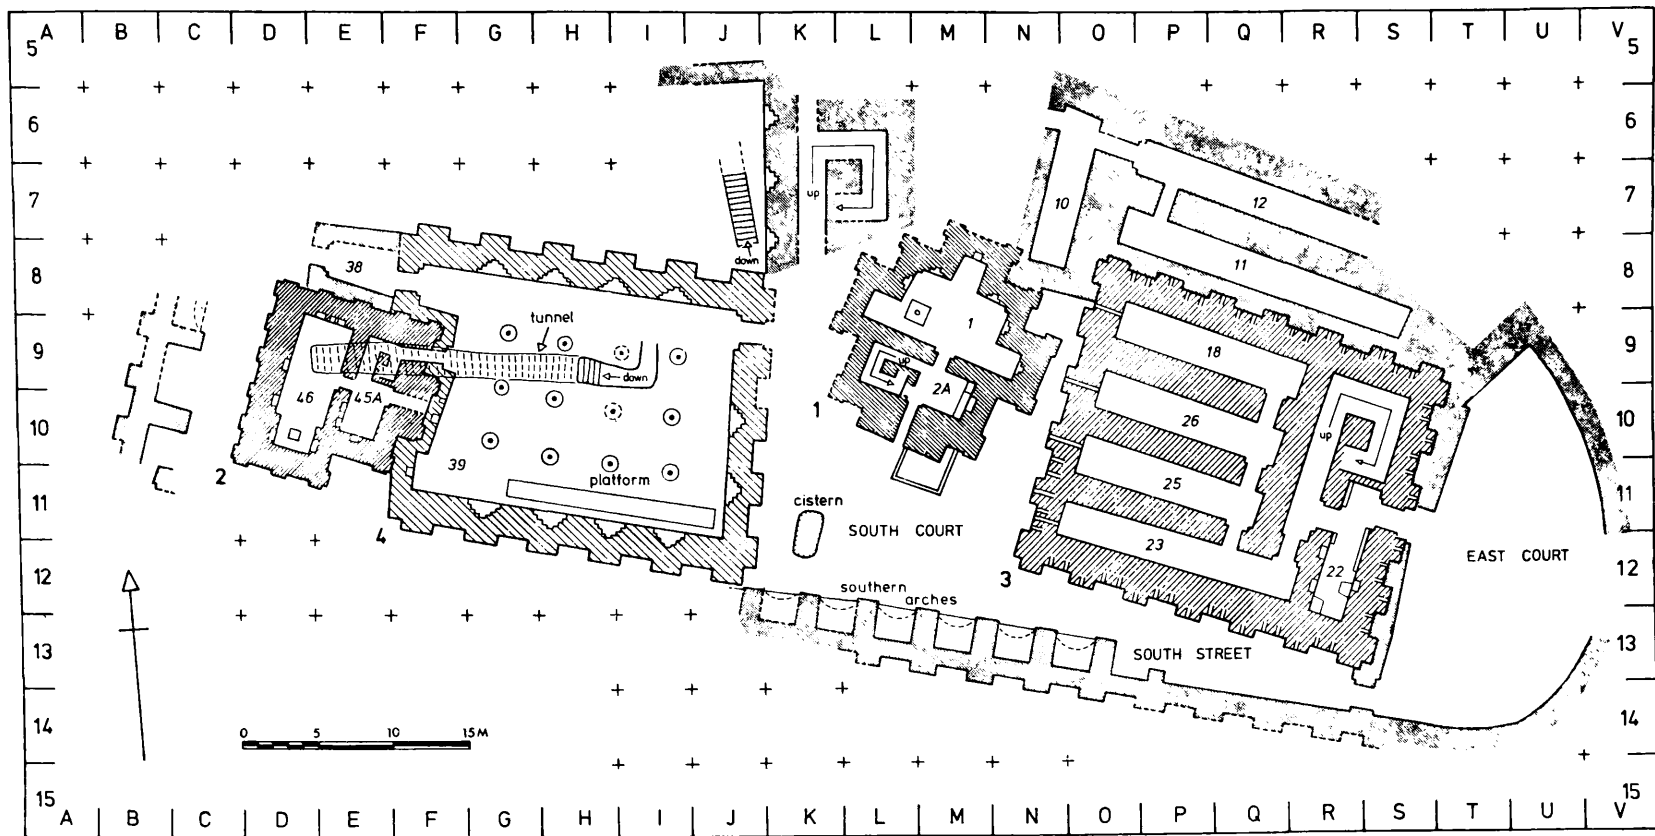 A B C D E F G H I J K L M N O P Q R S T U V
5 5
6 6
up
7 10 12 7
down
8 38 11 8
tunnel
1
9 18 9
up
down
46 45A 2A
1
10 26 up 10
39
platform
2
25
11 cistern 11
4 SOUTH COURT
23
EAST COURT
12 3 22 12
southern
arches
13 SOUTH STREET 13
14 14
0 5 10 15 M
15 15
A B C D E F G H I J K L M N O P Q R S T U V